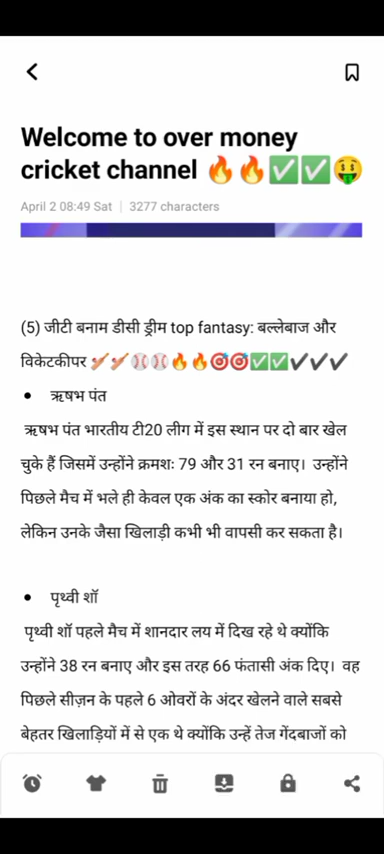 Welcome to over money
cricket channel 🔥🔥✅✅🤑
April 2 08:49 Sat | 3277 characters
(5) जीटी बनाम डीसी ड्रीम top fantasy: बल्लेबाज और
विकेटकीपर 🏏🏏⚾⚾🔥🔥🎯🎯✅✅✔✔✔
• ऋषभ पंत
ऋषभ पंत भारतीय टी20 लीग में इस स्थान पर दो बार खेल
चुके हैं जिसमें उन्होंने क्रमशः 79 और 31 रन बनाए। उन्होंने
पिछले मैच में भले ही केवल एक अंक का स्कोर बनाया हो,
लेकिन उनके जैसा खिलाड़ी कभी भी वापसी कर सकता है।
• पृथ्वी शॉ
पृथ्वी शॉ पहले मैच में शानदार लय में दिख रहे थे क्योंकि
उन्होंने 38 रन बनाए और इस तरह 66 फंतासी अंक दिए। वह
पिछले सीज़न के पहले 6 ओवरों के अंदर खेलने वाले सबसे
बेहतर खिलाड़ियों में से एक थे क्योंकि उन्हें तेज गेंदबाजों को